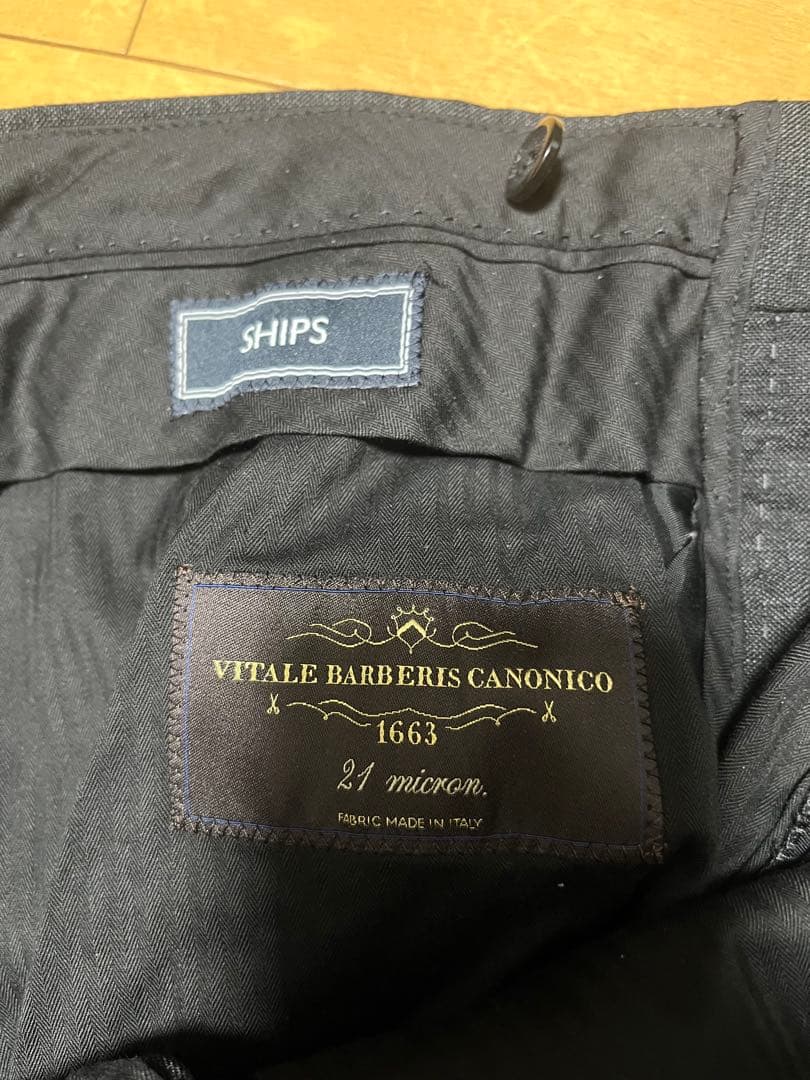 SHIPS
VITALE BARBERIS CANONICO
1663
21 micron.
FABRIC MADE IN ITALY